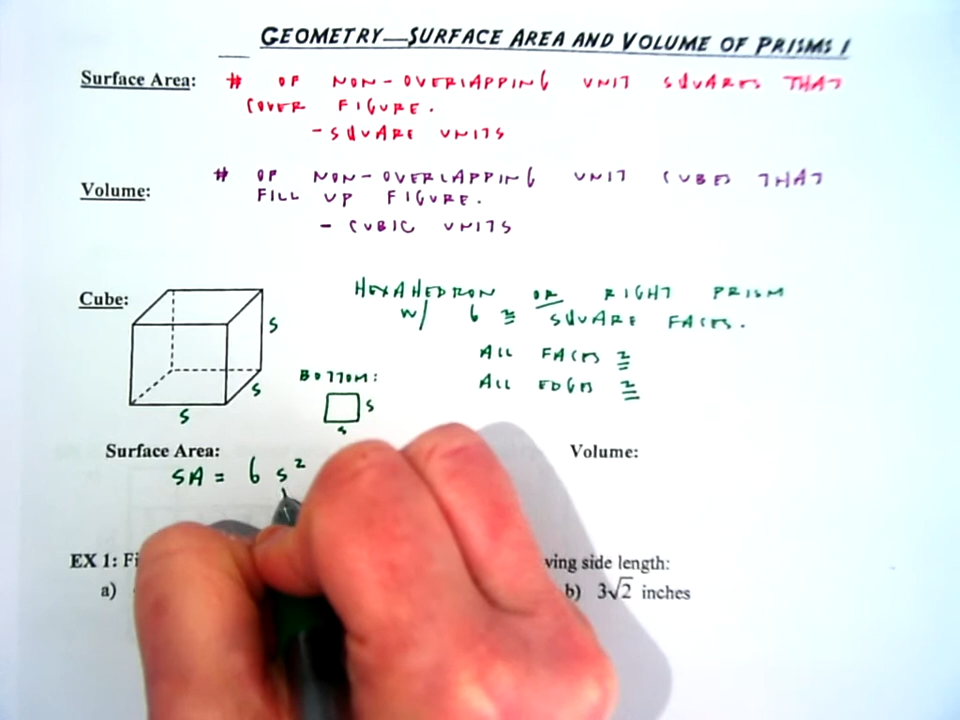 GEOMETRY—SURFACE AREA AND VOLUME OF PRISMS 1
Surface Area: # OF NON-OVERLAPPING UNIT SQUARES THAT
COVER FIGURE.
- SQUARE UNITS
Volume: # OF NON-OVERLAPPING UNIT CUBES THAT
FILL UP FIGURE.
- CUBIC UNITS
Cube: HEXAHEDRON OR RIGHT PRISM
W/ 6 ≅ SQUARE FACES.
S
ALL FACES ≅
BOTTOM: ALL EDGES ≅
S
S
S
S
Surface Area: Volume:
SA = 6 s²
EX 1: ving side length:
a) b) 3√2 inches